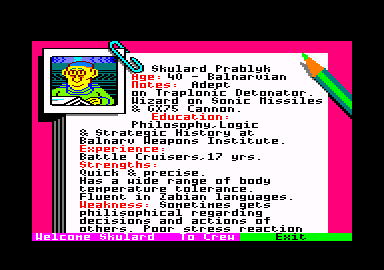 Skulard Prablyk
Age: 40 - Balnarvian
Notes: Adept
on Traplonic Detonator.
Wizard on Sonic Missiles
& GX75 Cannon.
Education:
Philosophy,Logic
& Strategic History at
Balnarv Weapons Institute.
Experience:
Battle Cruisers,17 yrs.
Strengths:
Quick & precise.
Has a wide range of body
temperature tolerance.
Fluent in Zabian languages.
Weakness: Sometimes gets
philisophical regarding
decisions and actions of
others. Poor stress reaction
Welcome Skulard To Crew Exit